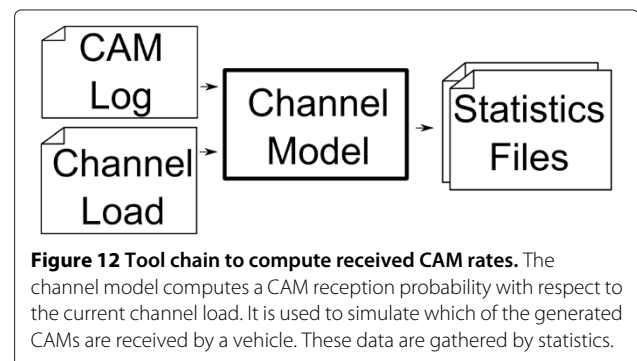 CAM
Log
Channel
Load
Channel
Model
Statistics
Files
Figure 12 Tool chain to compute received CAM rates. The
channel model computes a CAM reception probability with respect to
the current channel load. It is used to simulate which of the generated
CAMs are received by a vehicle. These data are gathered by statistics.